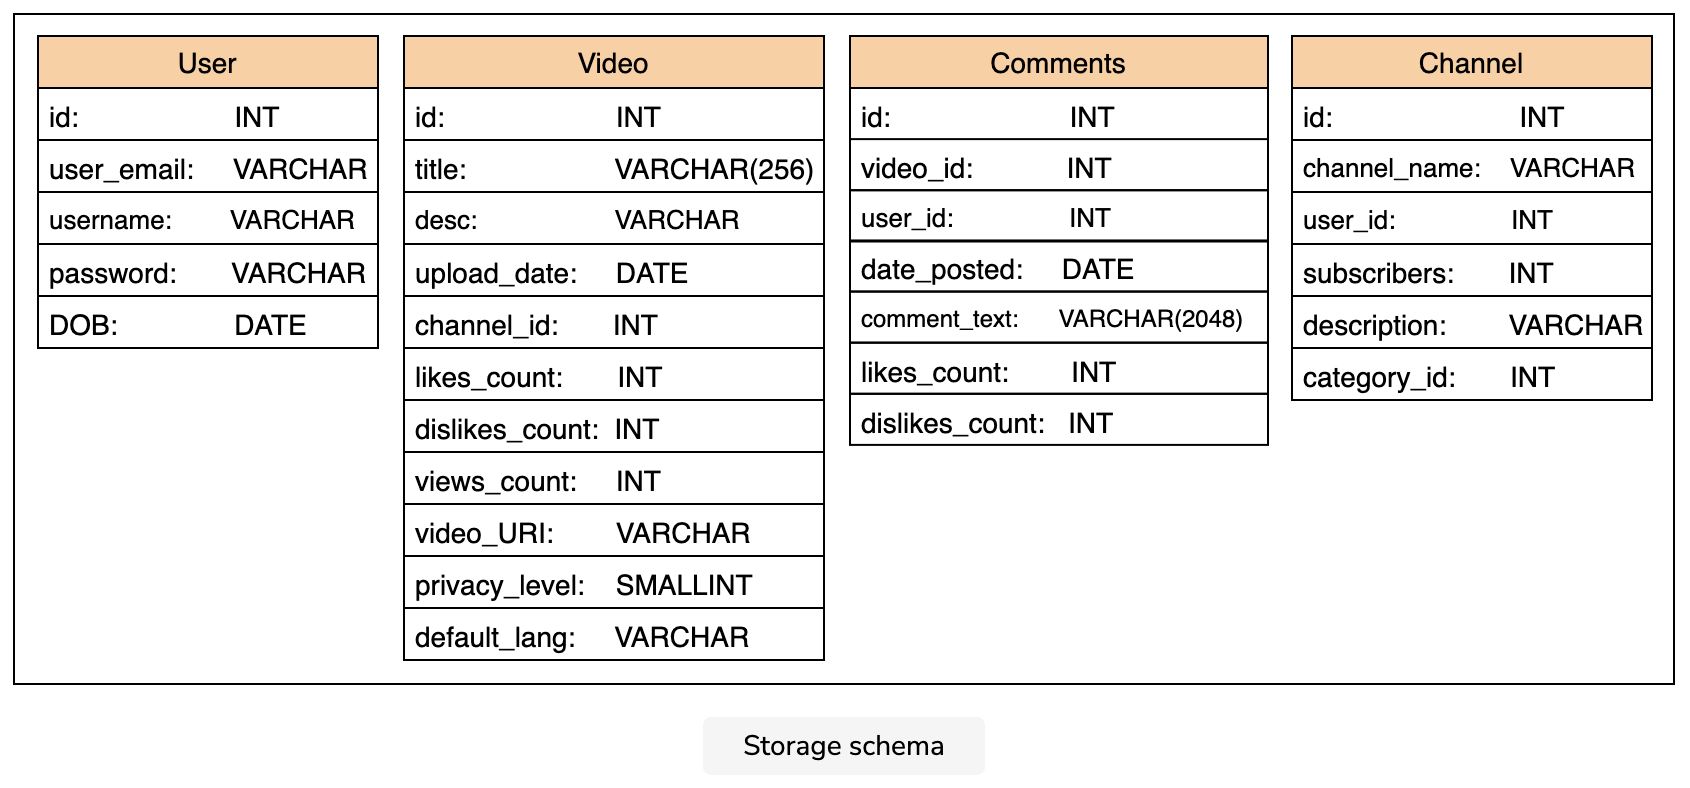 User
id: INT
user_email: VARCHAR
username: VARCHAR
password: VARCHAR
DOB: DATE
Video
id: INT
title: VARCHAR(256)
desc: VARCHAR
upload_date: DATE
channel_id: INT
likes_count: INT
dislikes_count: INT
views_count: INT
video_URI: VARCHAR
privacy_level: SMALLINT
default_lang: VARCHAR
Comments
id: INT
video_id: INT
user_id: INT
date_posted: DATE
comment_text: VARCHAR(2048)
likes_count: INT
dislikes_count: INT
Channel
id: INT
channel_name: VARCHAR
user_id: INT
subscribers: INT
description: VARCHAR
category_id: INT
Storage schema